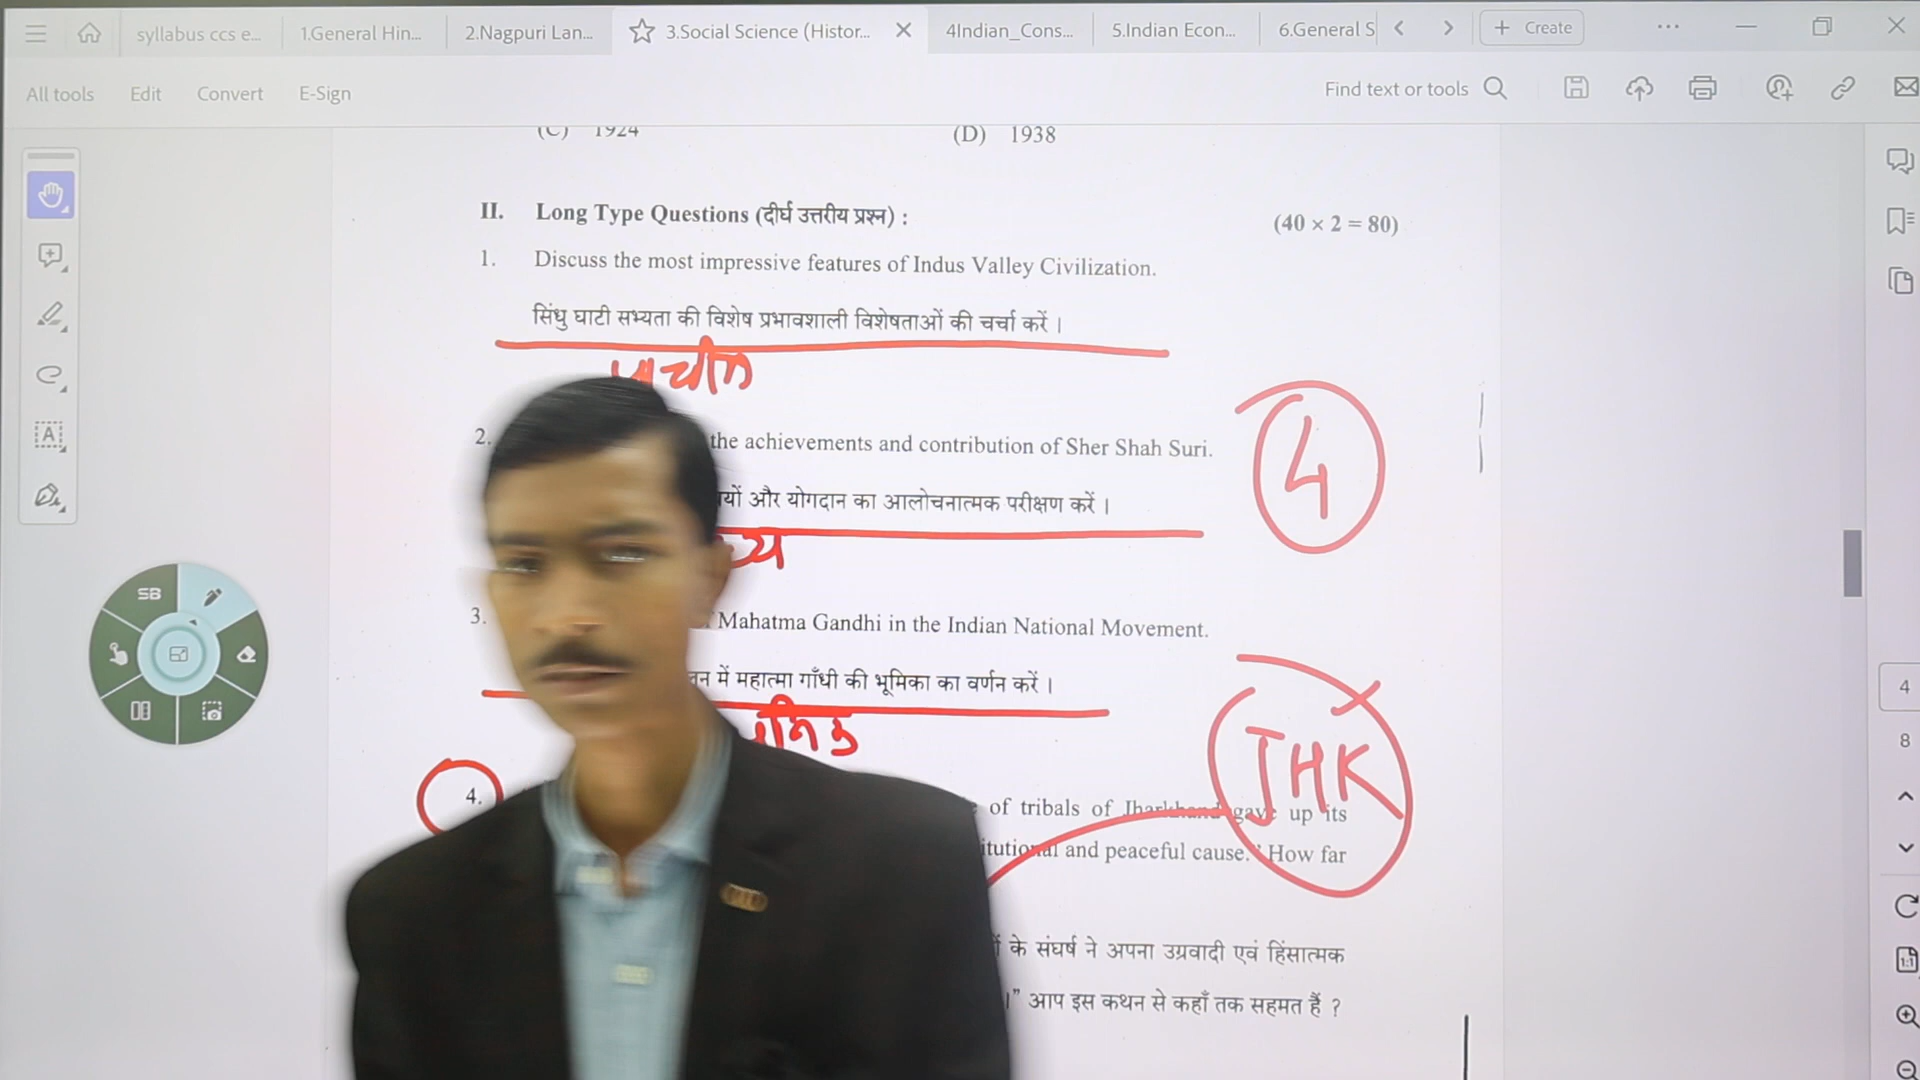 syllabus ccs e...
1.General Hin...
2.Nagpuri Lan...
3.Social Science (Histor...
4Indian_Cons...
5.Indian Econ...
6.General S
+ Create
All tools
Edit
Convert
E-Sign
Find text or tools
(C) 1924
(D) 1938
II. Long Type Questions (दीर्घ उत्तरीय प्रश्न) :
(40 × 2 = 80)
1. Discuss the most impressive features of Indus Valley Civilization.
सिंधु घाटी सभ्यता की विशेष प्रभावशाली विशेषताओं की चर्चा करें ।
2. the achievements and contribution of Sher Shah Suri.
और योगदान का आलोचनात्मक परीक्षण करें ।
4
3. Mahatma Gandhi in the Indian National Movement.
में महात्मा गाँधी की भूमिका का वर्णन करें ।
JHK
4. of tribals of Jharkhand gave up its
and peaceful cause.” How far
के संघर्ष ने अपना उग्रवादी एवं हिंसात्मक
।” आप इस कथन से कहाँ तक सहमत हैं ?
SB
4
8
1:1